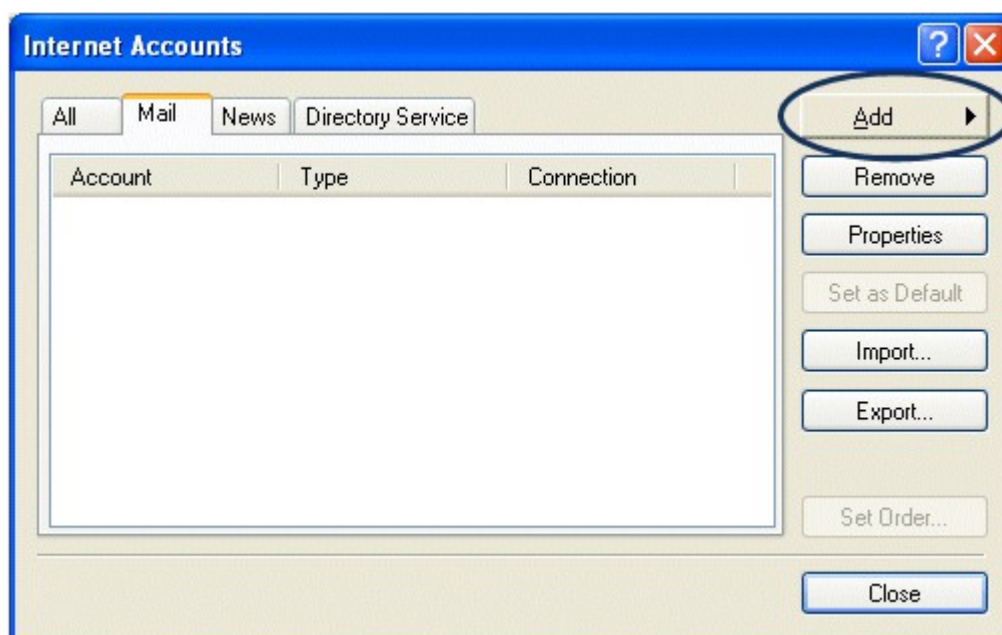 Internet Accounts
All Mail News Directory Service
Add
Account Type Connection
Remove
Properties
Set as Default
Import...
Export...
Set Order...
Close